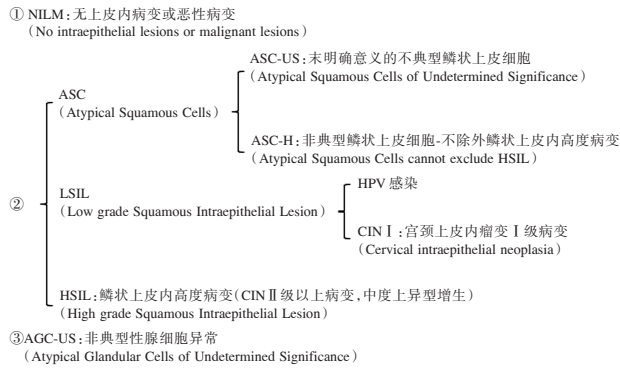 ① NILM:无上皮内病变或恶性病变
(No intraepithelial lesions or malignant lesions)
ASC-US:末明确意义的不典型鳞状上皮细胞
(Atypical Squamous Cells of Undetermined Significance)
ASC
(Atypical Squamous Cells)
ASC-H:非典型鳞状上皮细胞-不除外鳞状上皮内高度病变
(Atypical Squamous Cells cannot exclude HSIL)
②
LSIL
(Low grade Squamous Intraepithelial Lesion)
HPV 感染
CIN Ⅰ:宫颈上皮内瘤变 Ⅰ 级病变
(Cervical intraepithelial neoplasia)
HSIL:鳞状上皮内高度病变(CIN Ⅱ 级以上病变,中度上异型增生)
(High grade Squamous Intraepithelial Lesion)
③AGC-US:非典型性腺细胞异常
(Atypical Glandular Cells of Undetermined Significance)